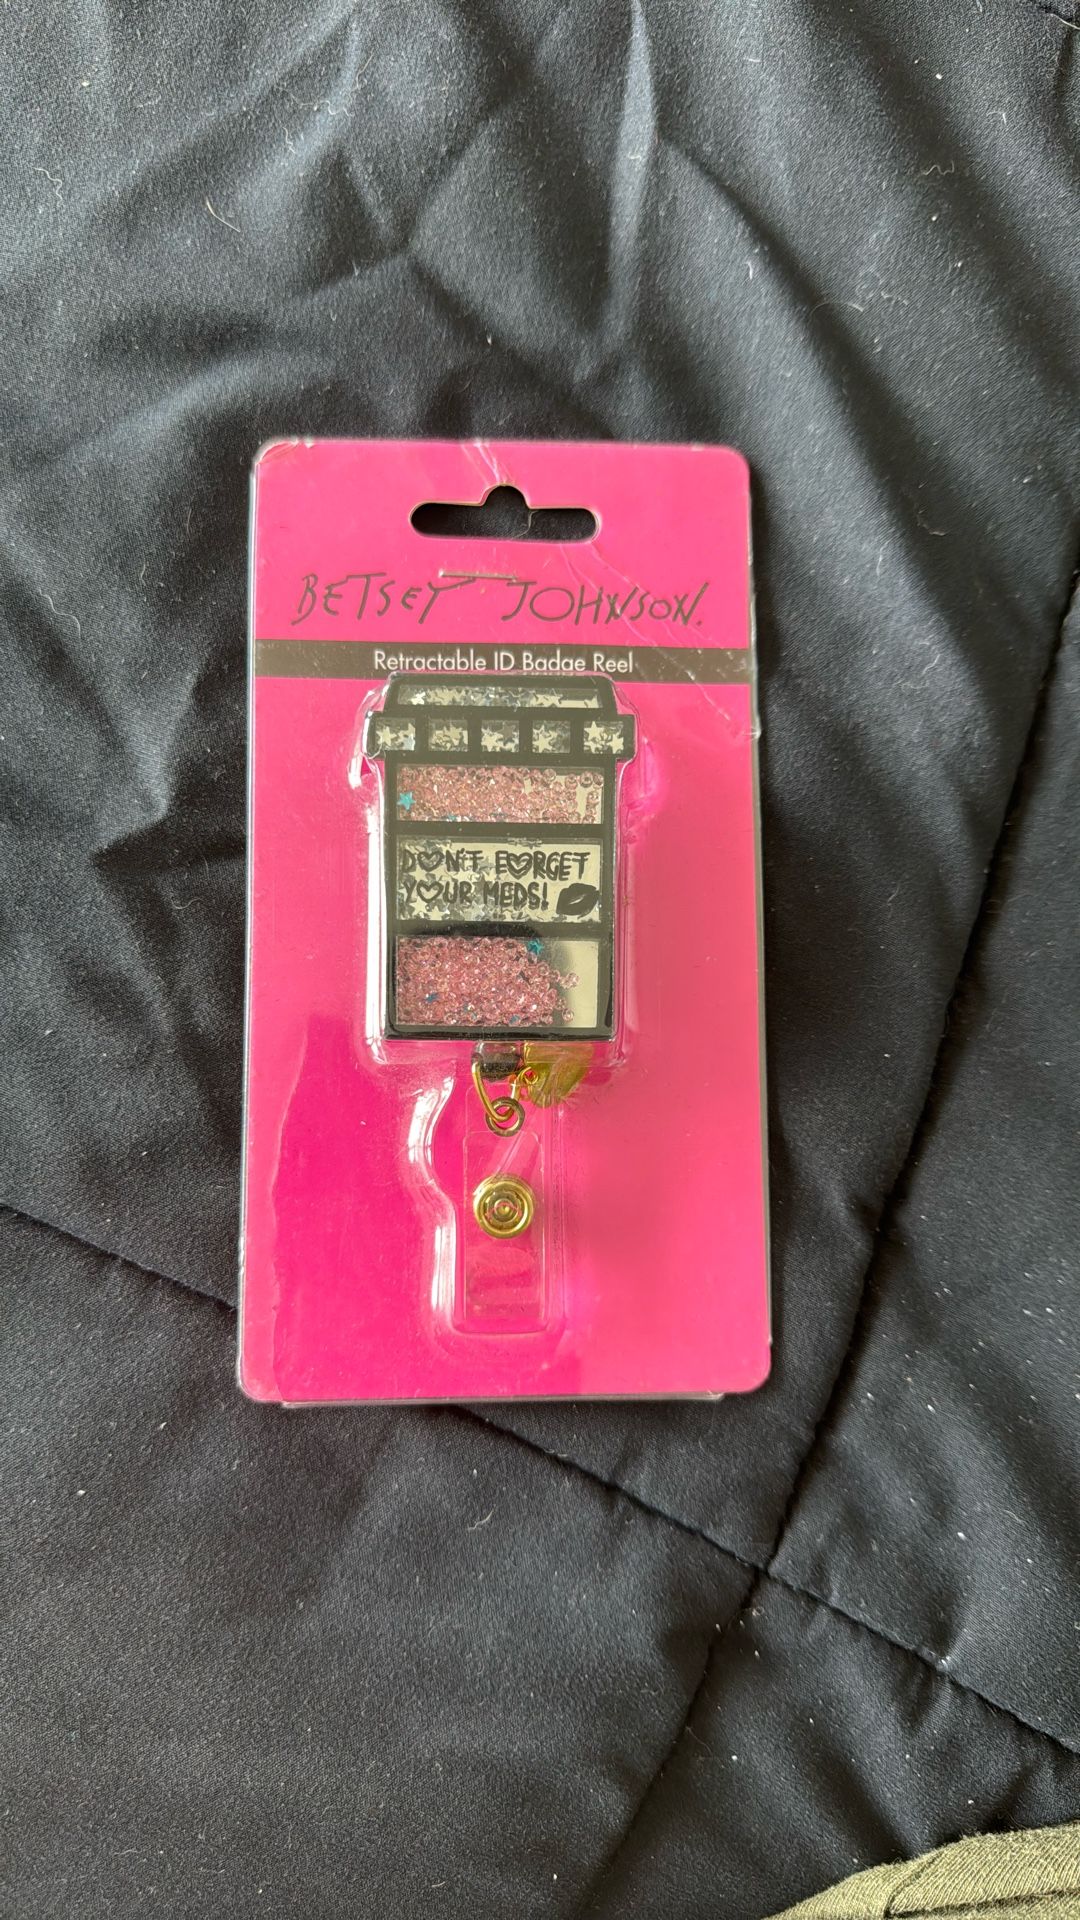 BETSEY JOHNSON.
Retractable ID Badge Reel
DON'T FORGET
YOUR MEDS!